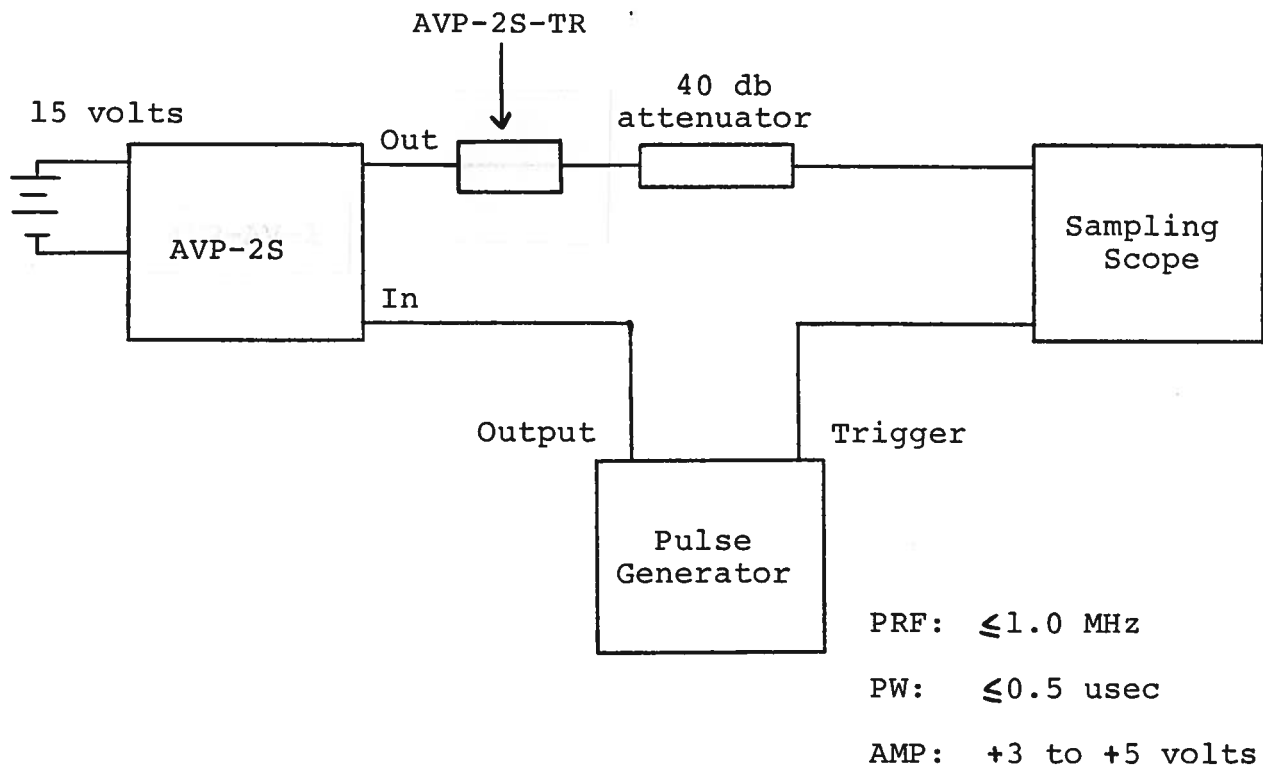 AVP-2S-TR
15 volts
40 db
attenuator
Out
AVP-2S
In
Sampling
Scope
Output
Trigger
Pulse
Generator
PRF: ≤1.0 MHz
PW: ≤0.5 usec
AMP: +3 to +5 volts